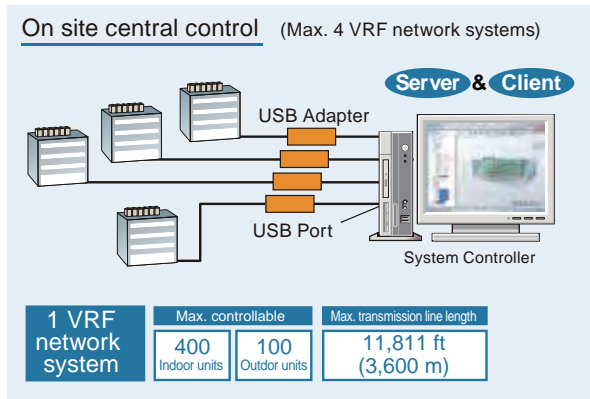 On site central control (Max. 4 VRF network systems)
Server & Client
USB Adapter
USB Port
System Controller
1 VRF
network
system
Max. controllable
400
Indoor units
100
Outdor units
Max. transmission line length
11,811 ft
(3,600 m)